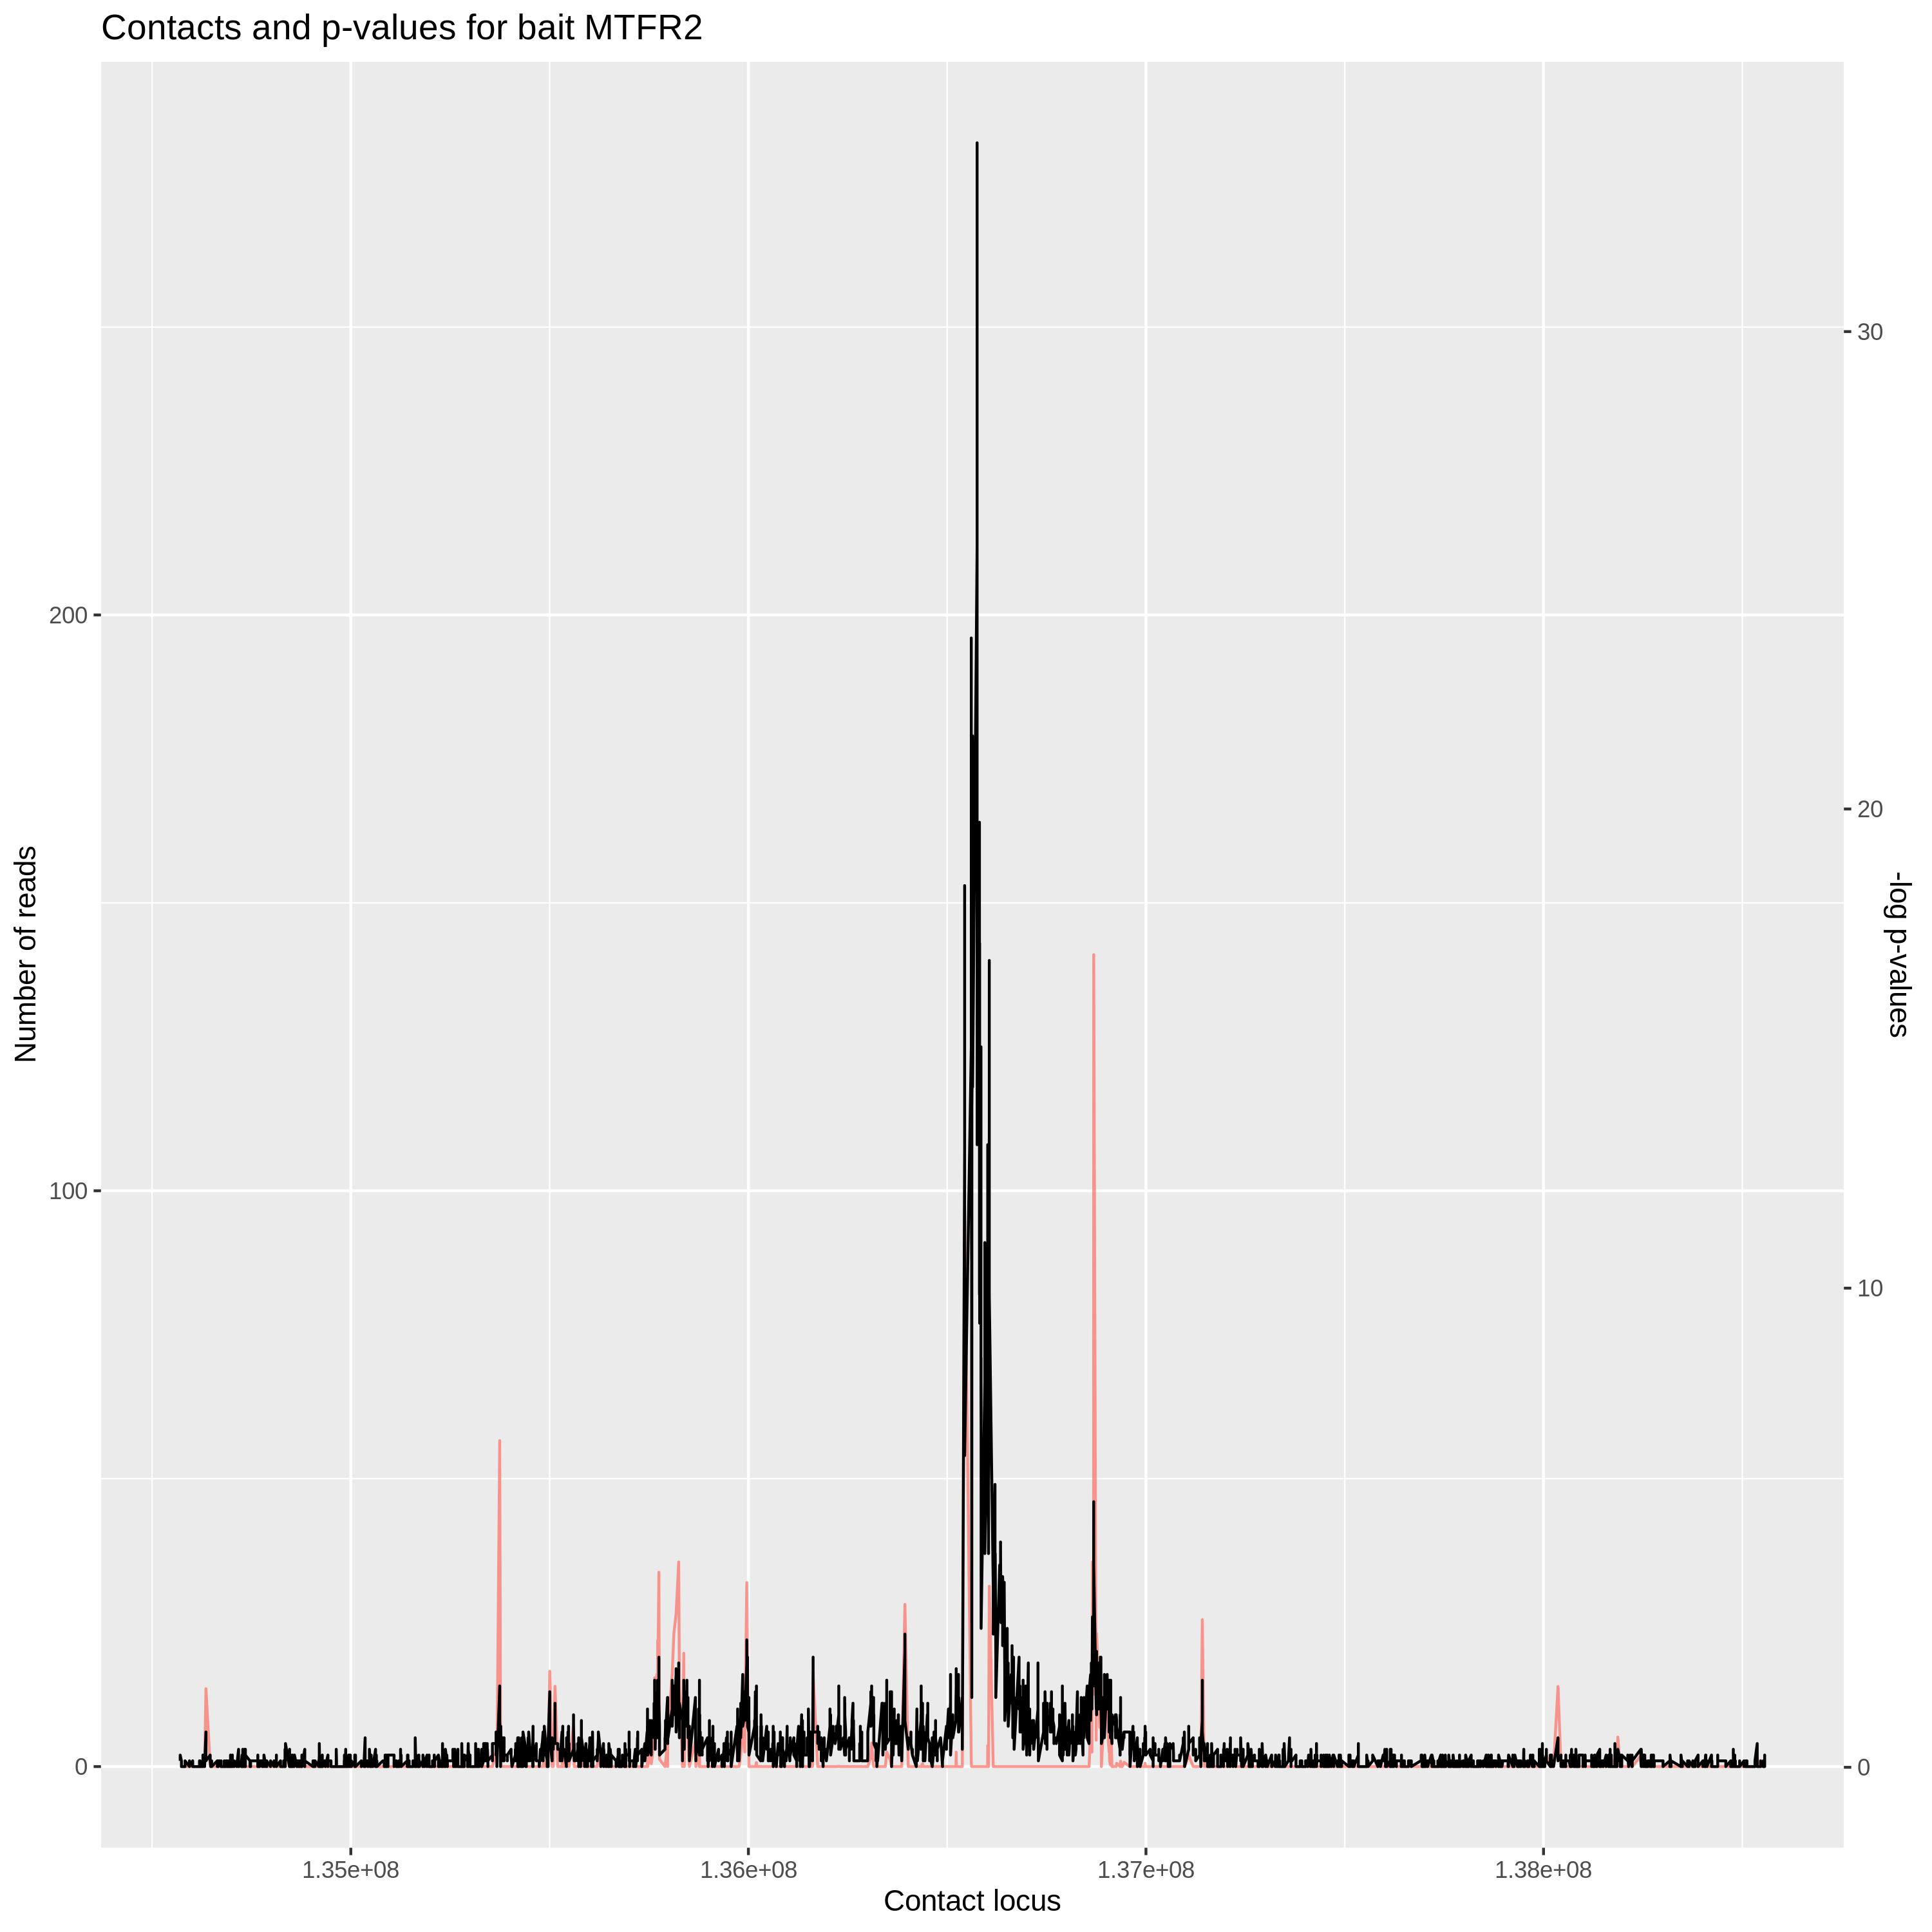 Contacts and p-values for bait MTFR2
Number of reads
200
100
0
30
20
10
0
-log p-values
1.35e+08 1.36e+08 1.37e+08 1.38e+08
Contact locus